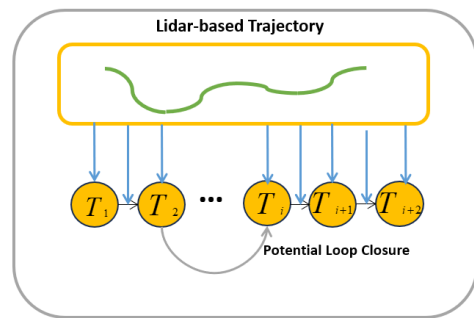 Lidar-based Trajectory
T₁ T₂ ... Tᵢ Tᵢ₊₁ Tᵢ₊₂
Potential Loop Closure